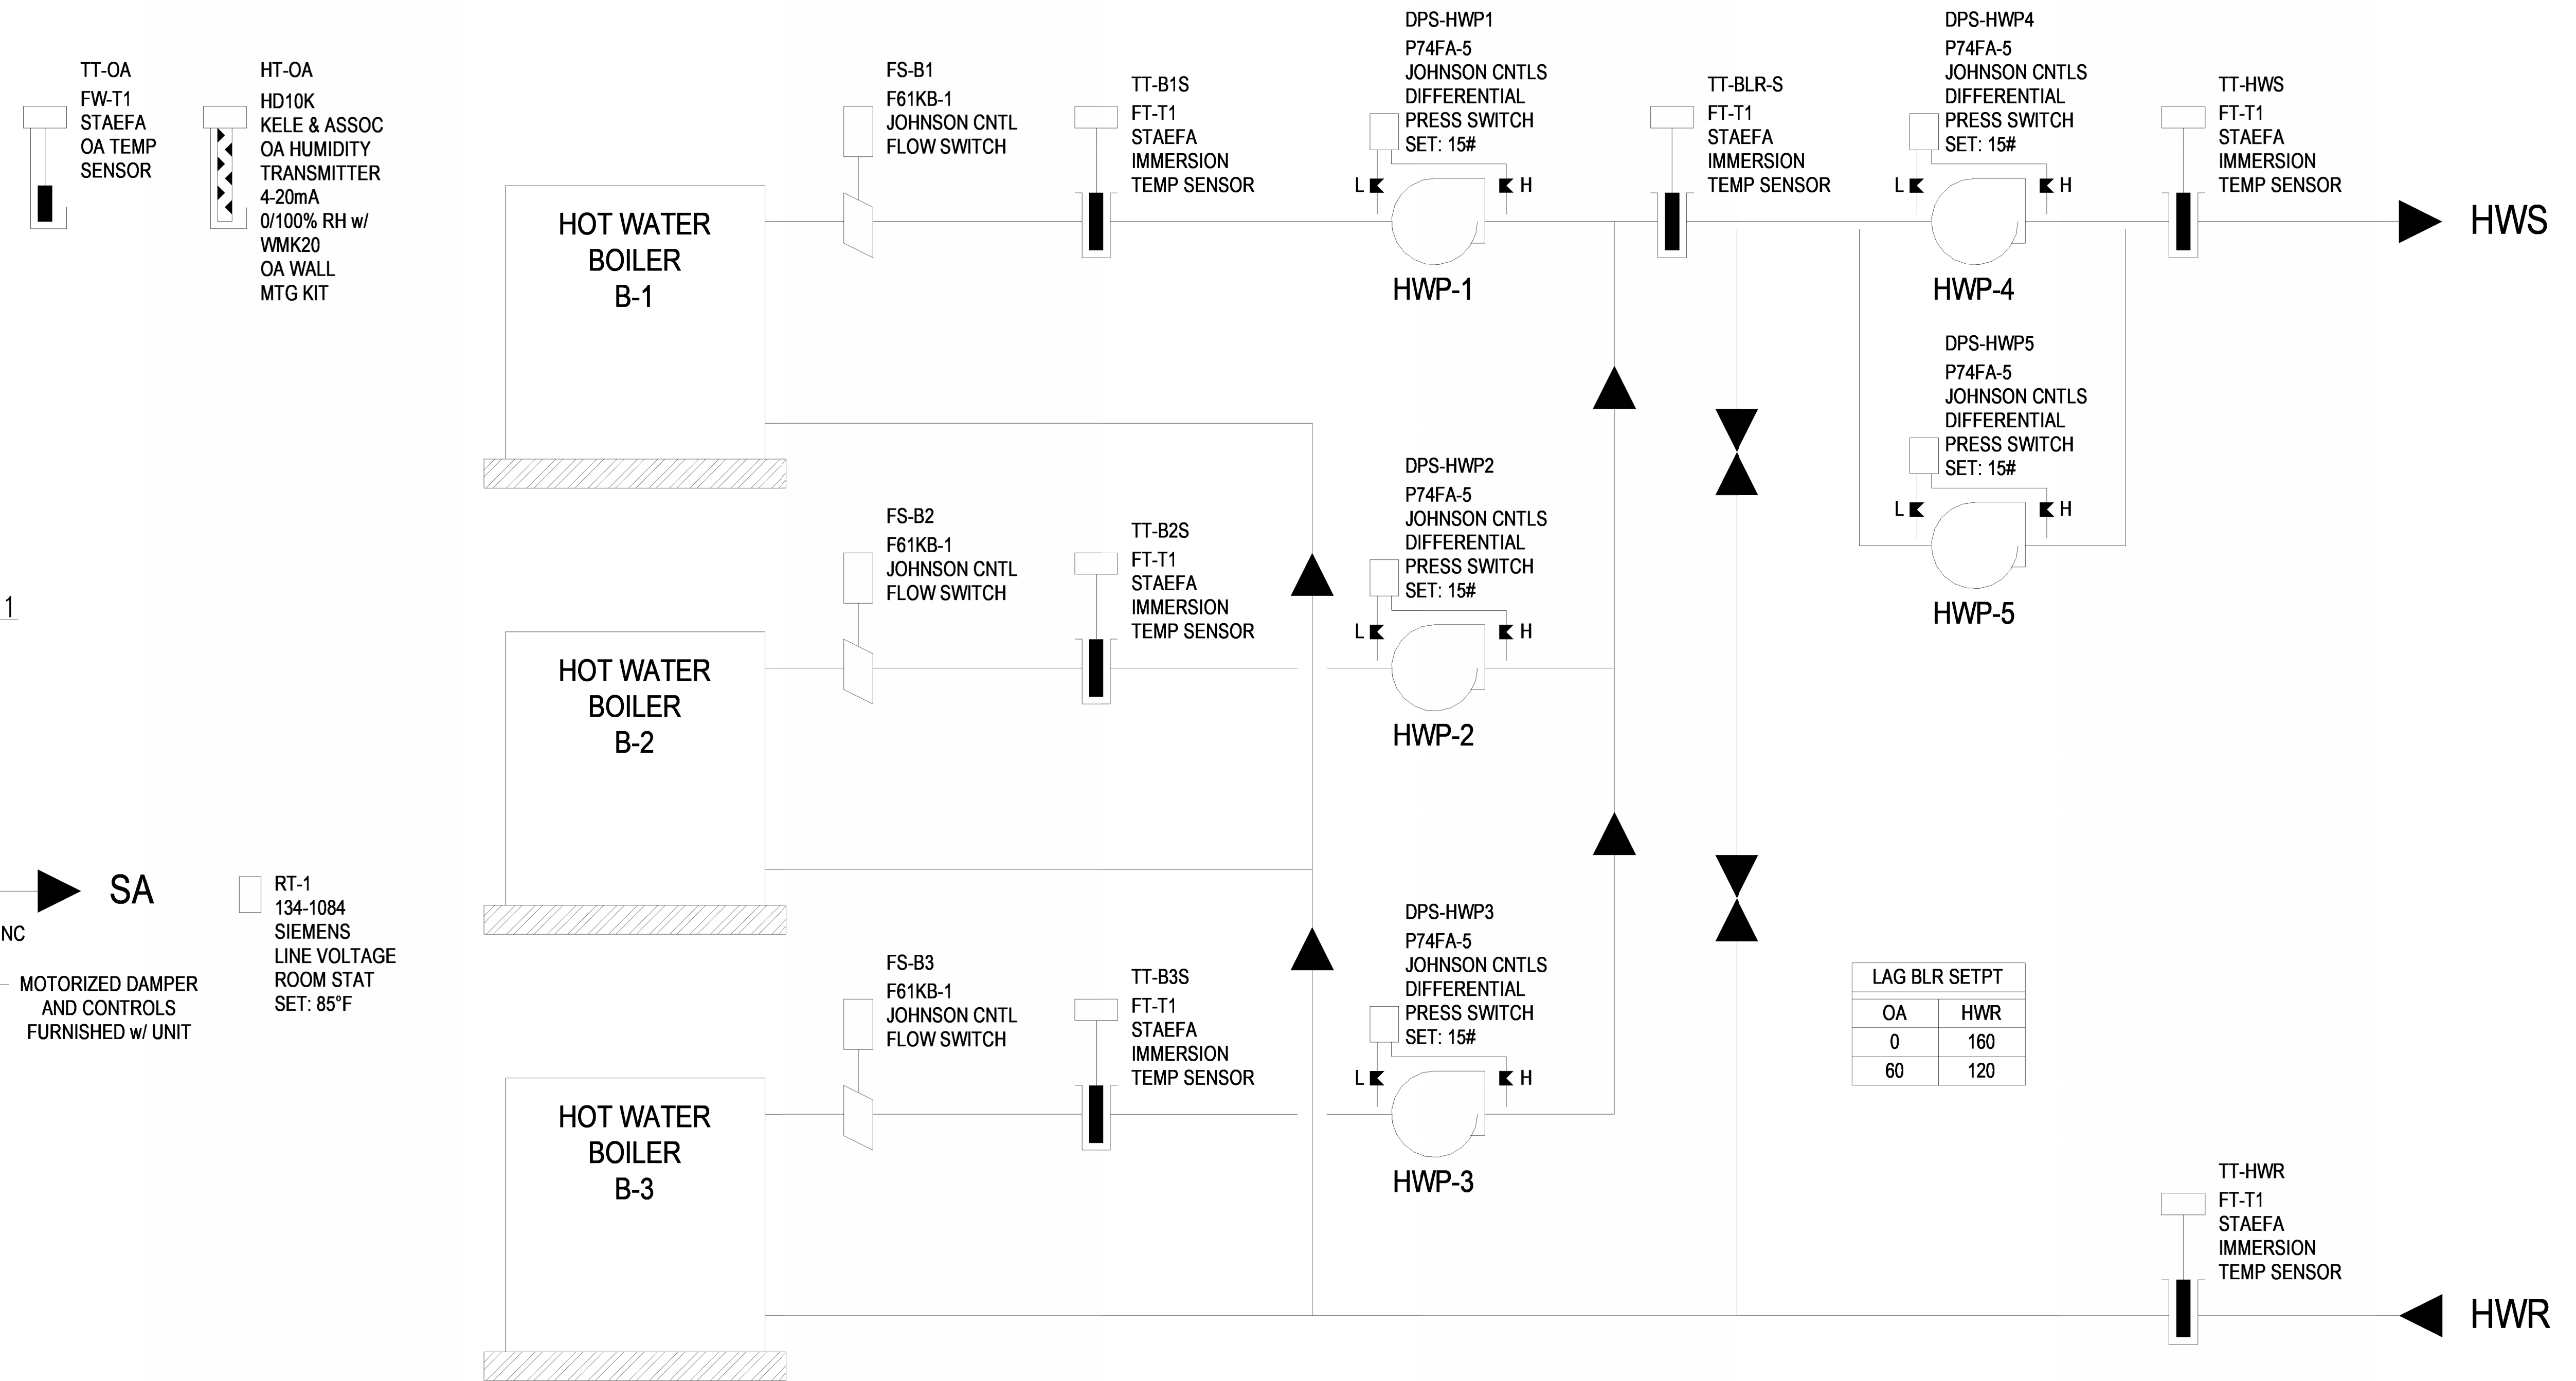 TT-OA
FW-T1
STAEFA
OA TEMP
SENSOR
HT-OA
HD10K
KELE & ASSOC
OA HUMIDITY
TRANSMITTER
4-20mA
0/100% RH w/
WMK20
OA WALL
MTG KIT
HOT WATER
BOILER
B-1
FS-B1
F61KB-1
JOHNSON CNTL
FLOW SWITCH
TT-B1S
FT-T1
STAEFA
IMMERSION
TEMP SENSOR
DPS-HWP1
P74FA-5
JOHNSON CNTLS
DIFFERENTIAL
PRESS SWITCH
SET: 15#
L
H
HWP-1
TT-BLR-S
FT-T1
STAEFA
IMMERSION
TEMP SENSOR
DPS-HWP4
P74FA-5
JOHNSON CNTLS
DIFFERENTIAL
PRESS SWITCH
SET: 15#
L
H
HWP-4
TT-HWS
FT-T1
STAEFA
IMMERSION
TEMP SENSOR
HWS
DPS-HWP5
P74FA-5
JOHNSON CNTLS
DIFFERENTIAL
PRESS SWITCH
SET: 15#
L
H
HWP-5
1
HOT WATER
BOILER
B-2
FS-B2
F61KB-1
JOHNSON CNTL
FLOW SWITCH
TT-B2S
FT-T1
STAEFA
IMMERSION
TEMP SENSOR
DPS-HWP2
P74FA-5
JOHNSON CNTLS
DIFFERENTIAL
PRESS SWITCH
SET: 15#
L
H
HWP-2
SA
NC
MOTORIZED DAMPER
AND CONTROLS
FURNISHED w/ UNIT
RT-1
134-1084
SIEMENS
LINE VOLTAGE
ROOM STAT
SET: 85°F
HOT WATER
BOILER
B-3
FS-B3
F61KB-1
JOHNSON CNTL
FLOW SWITCH
TT-B3S
FT-T1
STAEFA
IMMERSION
TEMP SENSOR
DPS-HWP3
P74FA-5
JOHNSON CNTLS
DIFFERENTIAL
PRESS SWITCH
SET: 15#
L
H
HWP-3
LAG BLR SETPT
OA HWR
0 160
60 120
TT-HWR
FT-T1
STAEFA
IMMERSION
TEMP SENSOR
HWR